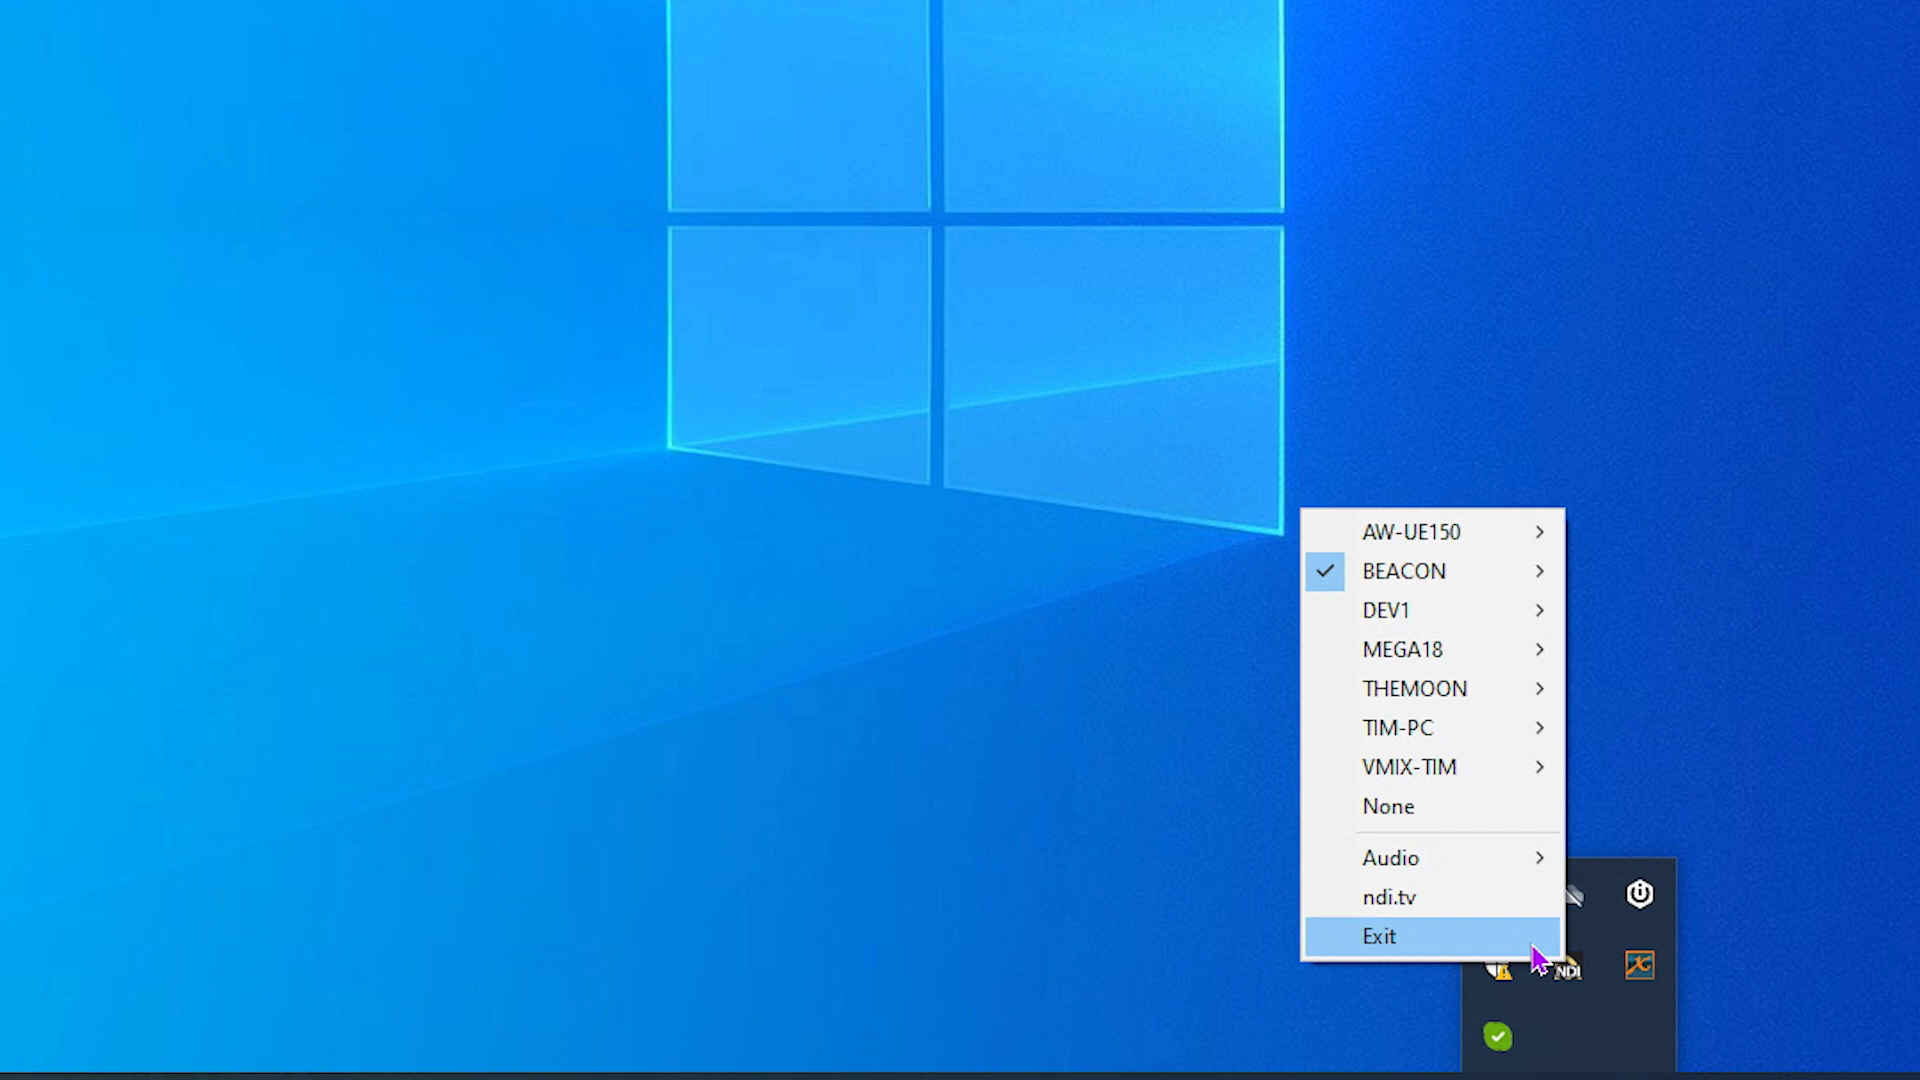 AW-UE150
BEACON
DEV1
MEGA18
THEMOON
TIM-PC
VMIX-TIM
None
Audio
ndi.tv
Exit
NDI